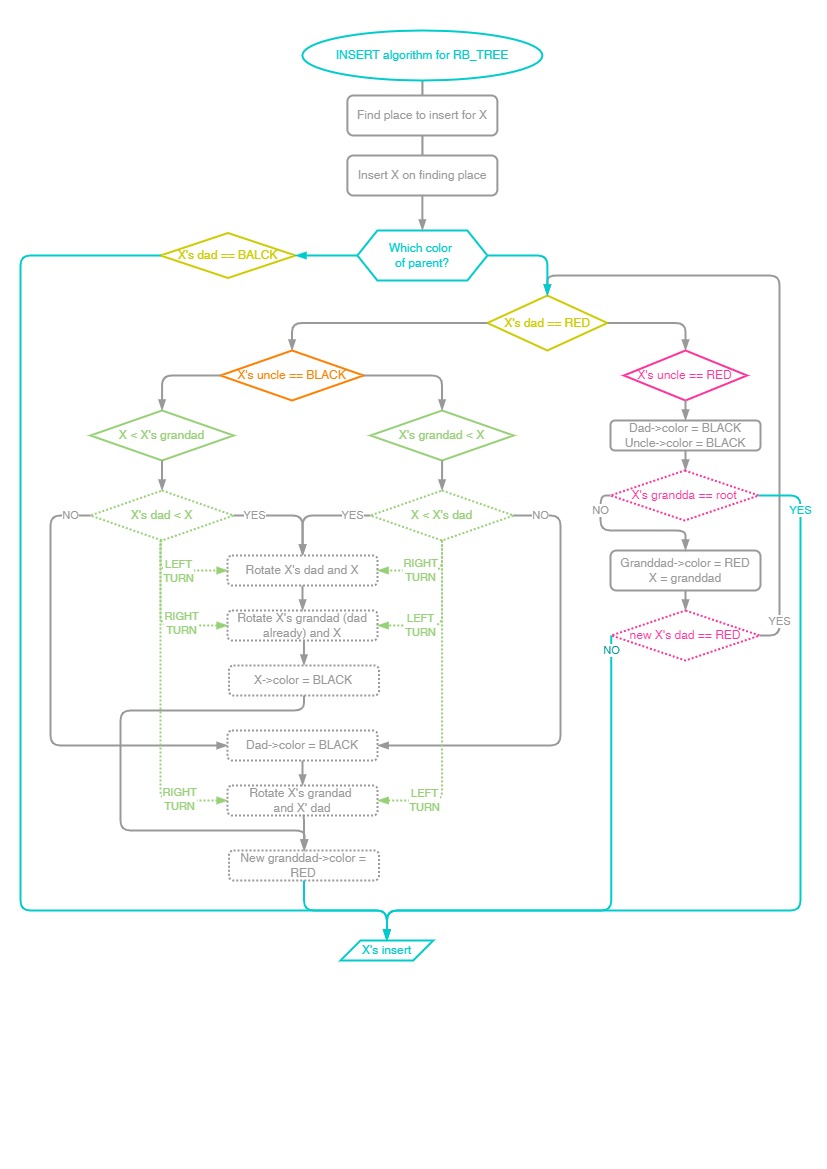 INSERT algorithm for RB_TREE
Find place to insert for X
Insert X on finding place
Which color
of parent?
X's dad == BALCK
X's dad == RED
X's uncle == BLACK
X's uncle == RED
X < X's grandad
X's grandad < X
Dad->color = BLACK
Uncle->color = BLACK
X's grandda == root
NO
YES
NO
X's dad < X
YES
YES
X < X's dad
NO
LEFT
TURN
Rotate X's dad and X
RIGHT
TURN
Granddad->color = RED
X = granddad
RIGHT
TURN
Rotate X's grandad (dad
already) and X
LEFT
TURN
YES
new X's dad == RED
NO
X->color = BLACK
Dad->color = BLACK
RIGHT
TURN
Rotate X's grandad
and X' dad
LEFT
TURN
New granddad->color =
RED
X's insert